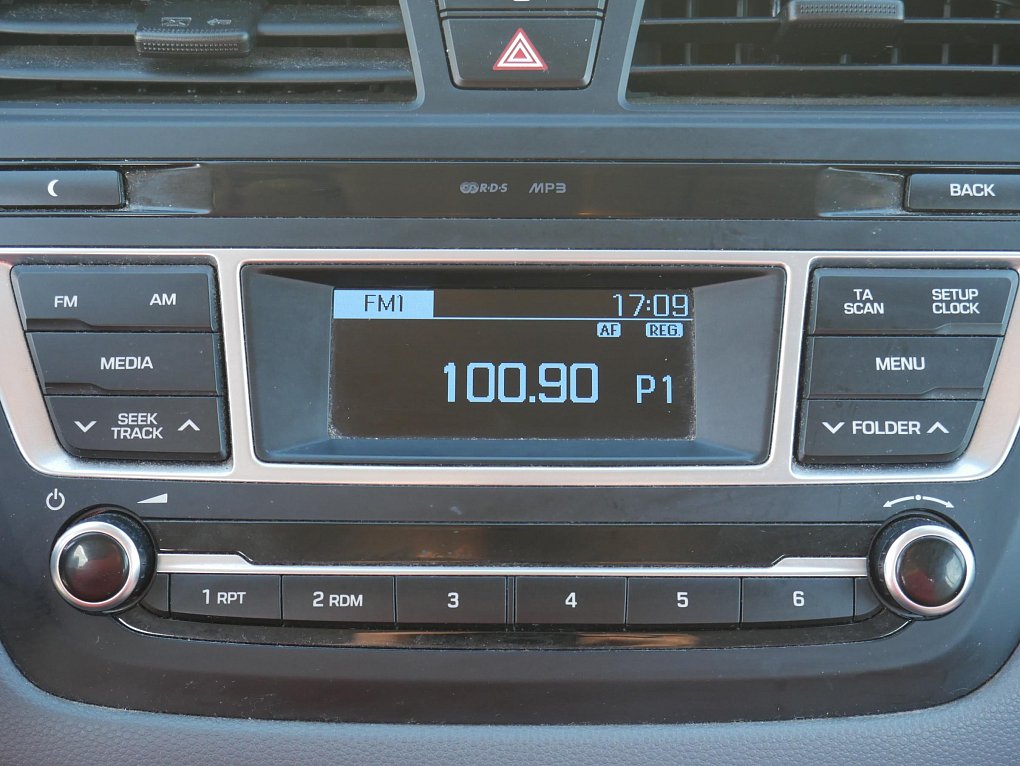 R·D·S MP3
BACK
FM AM
MEDIA
SEEK
TRACK
FM1 17:09
AF REG
100.90 P1
TA
SCAN
SETUP
CLOCK
MENU
FOLDER
1 RPT 2 RDM 3 4 5 6